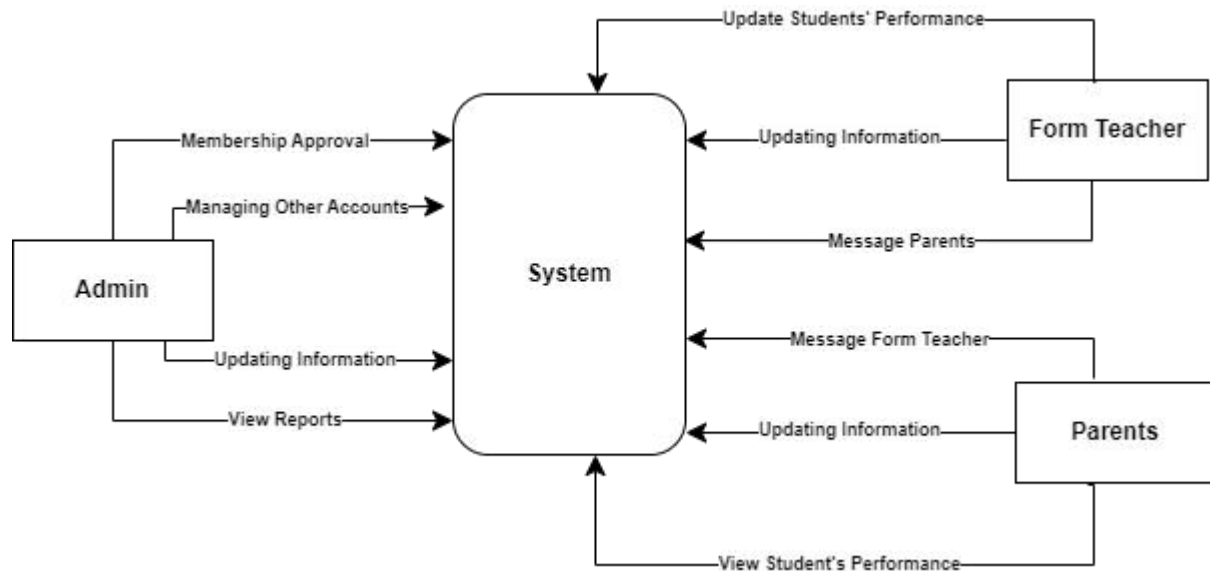 Update Students' Performance
Form Teacher
Membership Approval
Updating Information
Managing Other Accounts
Message Parents
System
Admin
Message Form Teacher
Updating Information
View Reports
Updating Information
Parents
View Student's Performance